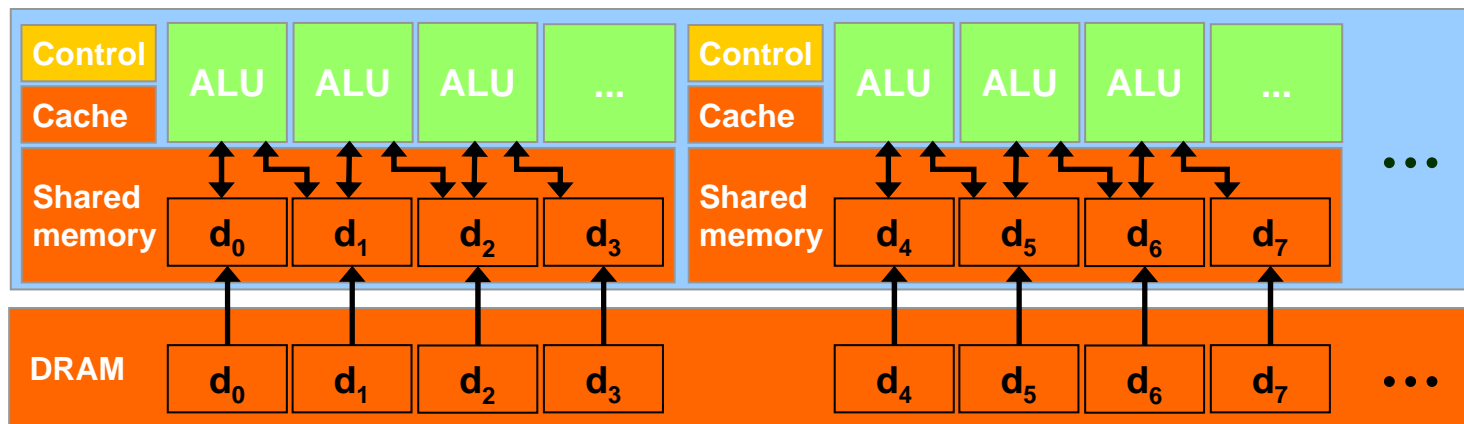 Control ALU ALU ALU ... Control ALU ALU ALU ...
Cache Cache
...
Shared memory d₀ d₁ d₂ d₃ Shared memory d₄ d₅ d₆ d₇
DRAM d₀ d₁ d₂ d₃ d₄ d₅ d₆ d₇ ...